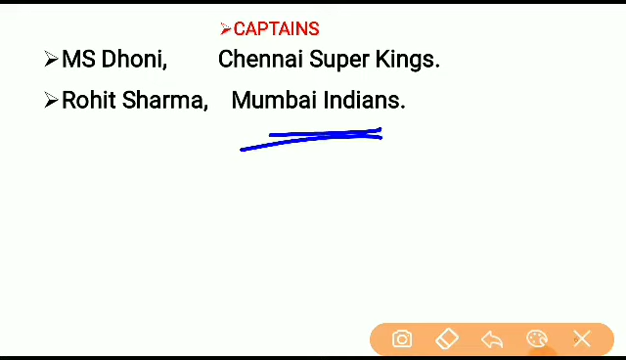 ➢CAPTAINS
➢MS Dhoni, Chennai Super Kings.
➢Rohit Sharma, Mumbai Indians.